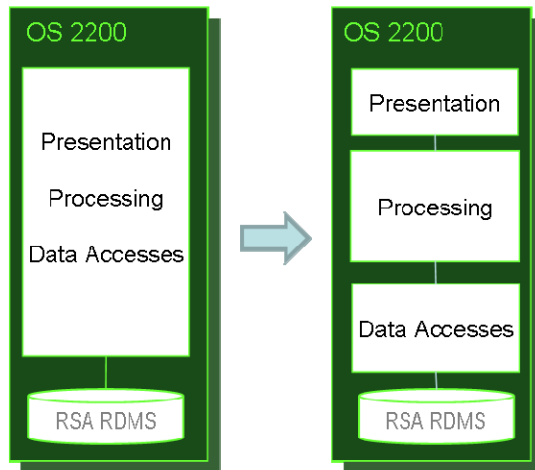 OS 2200
Presentation
Processing
Data Accesses
RSA RDMS
OS 2200
Presentation
Processing
Data Accesses
RSA RDMS